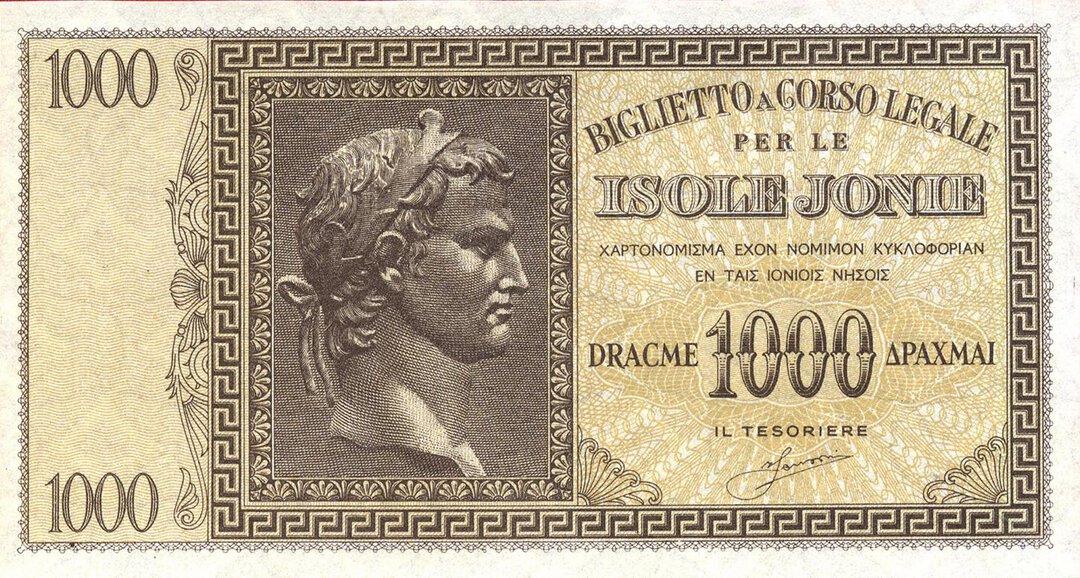 1000
BIGLIETTO A CORSO LEGALE
PER LE
ISOLE JONIE
ΧΑΡΤΟΝΟΜΙΣΜΑ ΕΧΟΝ ΝΟΜΙΜΟΝ ΚΥΚΛΟΦΟΡΙΑΝ
ΕΝ ΤΑΙΣ ΙΟΝΙΟΙΣ ΝΗΣΟΙΣ
DRACME 1000 ΔΡΑΧΜΑΙ
IL TESORIERE
1000